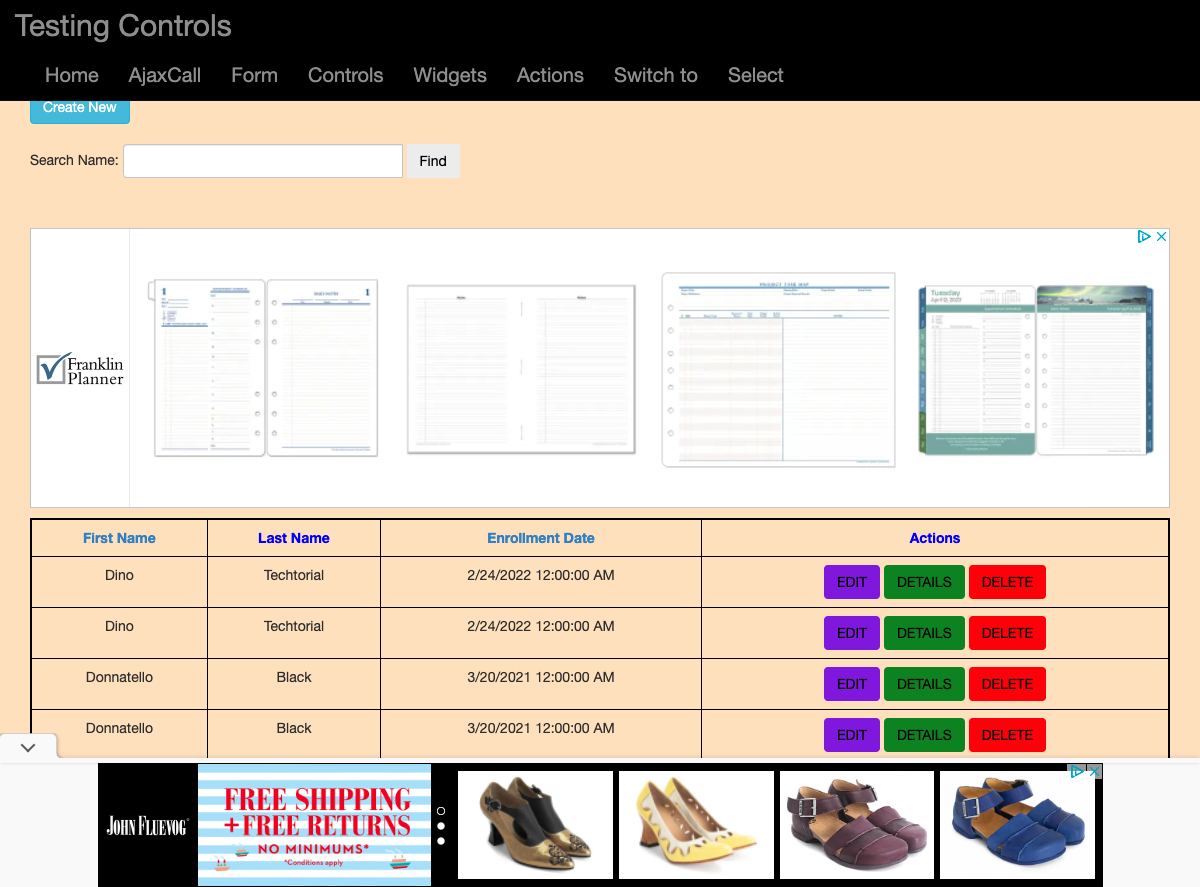 Testing Controls
Home AjaxCall Form Controls Widgets Actions Switch to Select
Create New
Search Name: Find
Franklin
Planner
PROJECT TASK MAP
Tuesday
First Name Last Name Enrollment Date Actions
Dino Techtorial 2/24/2022 12:00:00 AM EDIT DETAILS DELETE
Dino Techtorial 2/24/2022 12:00:00 AM EDIT DETAILS DELETE
Donnatello Black 3/20/2021 12:00:00 AM EDIT DETAILS DELETE
Donnatello Black 3/20/2021 12:00:00 AM EDIT DETAILS DELETE
JOHN FLUEVOG
FREE SHIPPING
+FREE RETURNS
NO MINIMUMS*
*Conditions apply